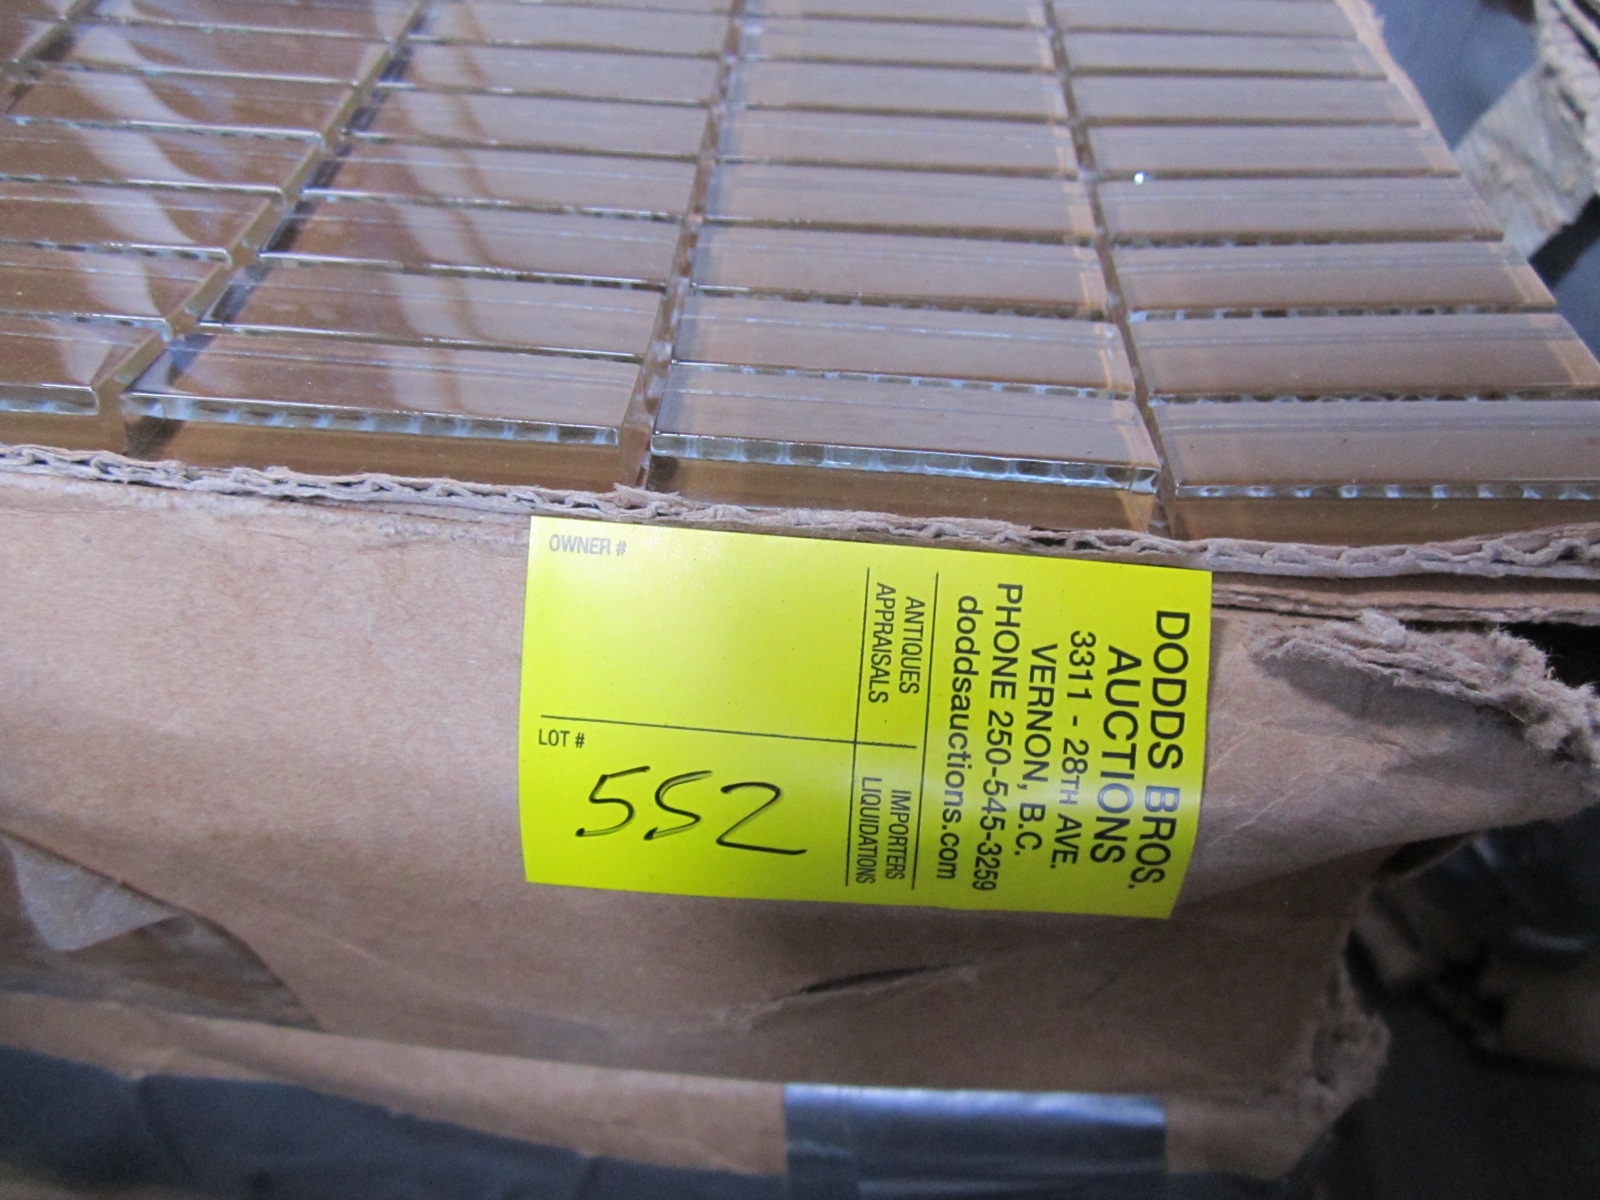 DODDS BROS.
AUCTIONS
3311 - 28TH AVE.
VERNON, B.C.
PHONE 250-545-3259
doddsauctions.com
ANTIQUES
APPRAISALS
IMPORTERS
LIQUIDATIONS
OWNER #
LOT #
552